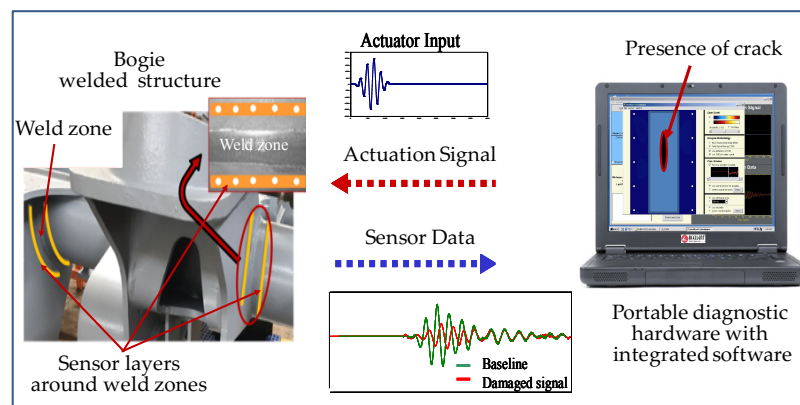 Bogie
welded structure
Weld zone
Weld zone
Sensor layers
around weld zones
Actuator Input
Actuation Signal
Sensor Data
Baseline
Damaged signal
Presence of crack
Portable diagnostic
hardware with
integrated software